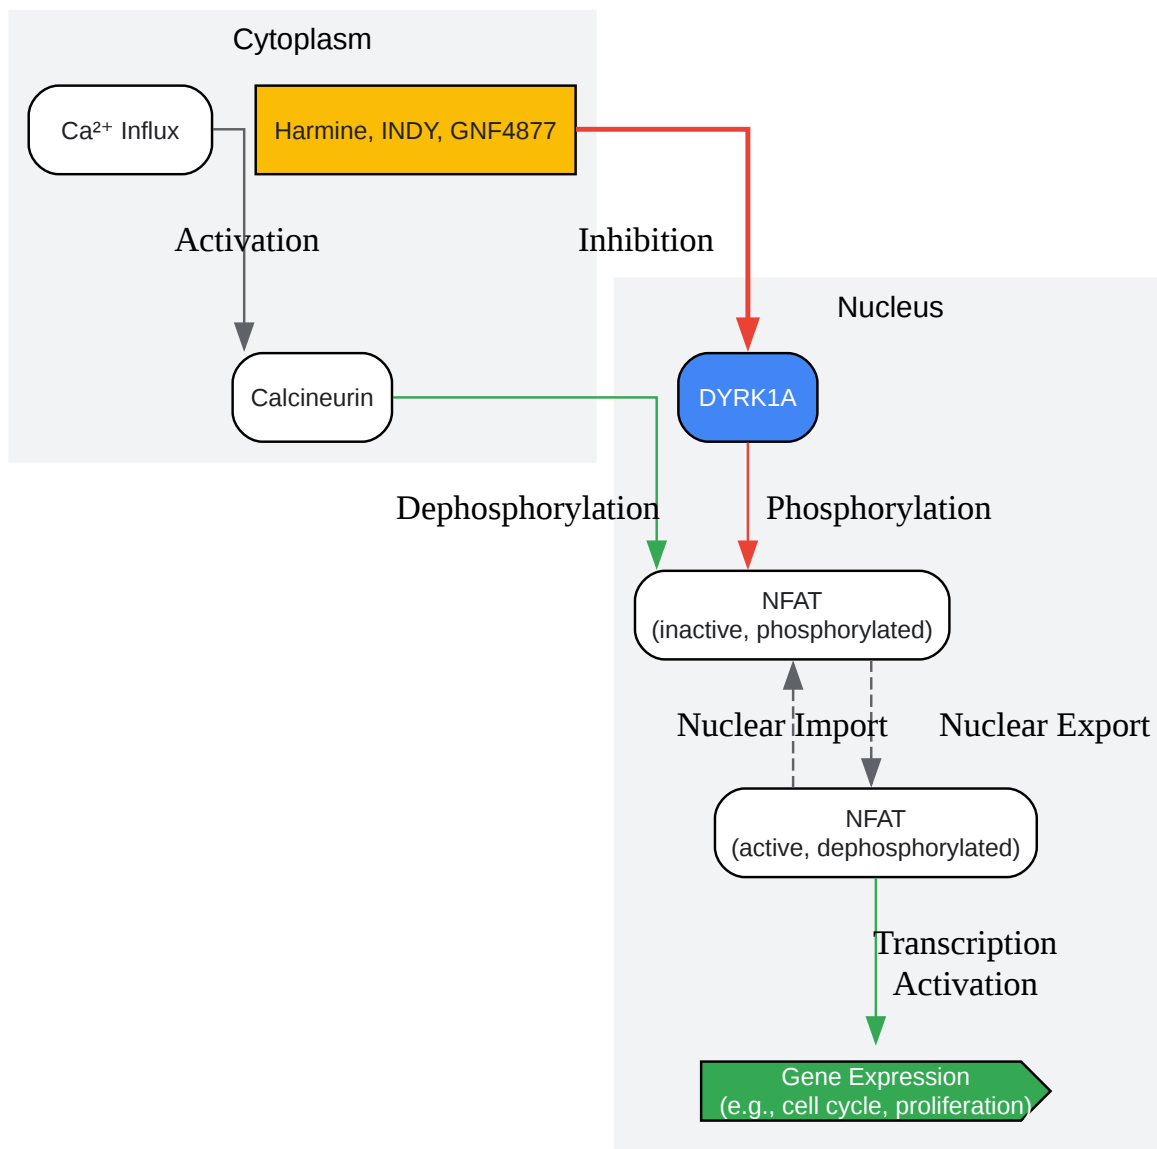 Cytoplasm
Ca²⁺ Influx
Harmine, INDY, GNF4877
Activation
Inhibition
Nucleus
Calcineurin
DYRK1A
Dephosphorylation
Phosphorylation
NFAT
(inactive, phosphorylated)
Nuclear Import
Nuclear Export
NFAT
(active, dephosphorylated)
Transcription
Activation
Gene Expression
(e.g., cell cycle, proliferation)